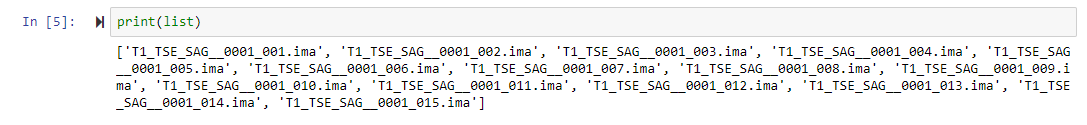 In [5]: print(list)
['T1_TSE_SAG__0001_001.ima', 'T1_TSE_SAG__0001_002.ima', 'T1_TSE_SAG__0001_003.ima', 'T1_TSE_SAG__0001_004.ima', 'T1_TSE_SAG
__0001_005.ima', 'T1_TSE_SAG__0001_006.ima', 'T1_TSE_SAG__0001_007.ima', 'T1_TSE_SAG__0001_008.ima', 'T1_TSE_SAG__0001_009.i
ma', 'T1_TSE_SAG__0001_010.ima', 'T1_TSE_SAG__0001_011.ima', 'T1_TSE_SAG__0001_012.ima', 'T1_TSE_SAG__0001_013.ima', 'T1_TSE
_SAG__0001_014.ima', 'T1_TSE_SAG__0001_015.ima']